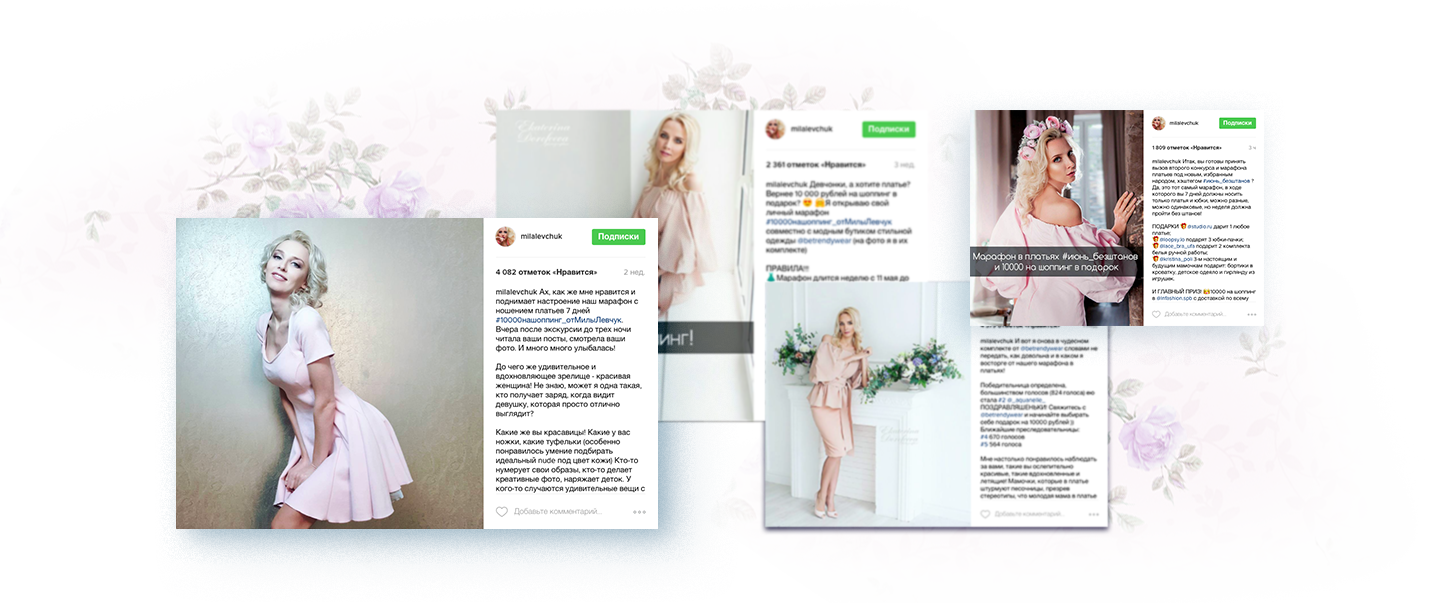 milalevchuk
Подписки
4 082 отметок «Нравится» 2 нед.
milalevchuk Ах, как же мне нравится и
поднимает настроение наш марафон с
ношением платьев 7 дней
#10000нашоппинг_отМилыЛевчук.
Вчера после экскурсии до трех ночи
читала ваши посты, смотрела ваши
фото. И много много улыбалась!
До чего же удивительное и
вдохновляющее зрелище - красивая
женщина! Не знаю, может я одна такая,
кто получает заряд, когда видит
девушку, которая просто отлично
выглядит?
Какие же вы красавицы! Какие у вас
ножки, какие туфельки (особенно
понравилось умение подбирать
идеальный nude под цвет кожи) Кто-то
нумерует свои образы, кто-то делает
креативные фото, наряжает деток. У
кого-то случаются удивительные вещи с
Добавьте комментарий...
Ekaterina
Dorofeeva
пинг!
milalevchuk
Подписки
2 361 отметок «Нравится» 3 нед.
milalevchuk Девчонки, а хотите платье?
Вернее 10 000 рублей на шоппинг в
подарок? 😍 🤗 Я открываю свой
личный марафон
#10000нашоппинг_отМилыЛевчук
совместно с модным бутиком стильной
одежды @betrendywear (на фото я в их
комплекте)
ПРАВИЛА!!!
Марафон длится неделю с 11 мая до
milalevchuk И вот я снова в чудесном
комплекте от @betrendywear словами не
передать, как довольна и в каком я
восторге от нашего марафона в
платьях!
Победительница определена,
большинством голосов (824 голоса) ею
стала #2 @_aquarelle_
ПОЗДРАВЛЯШЕНЬКИ! Свяжитесь с
@betrendywear и начинайте выбирать
себе подарок на 10000 рублей ))
Ближайшие преследовательницы:
#4 670 голосов
#5 564 голоса
Мне настолько понравилось наблюдать
за вами, такие вы ослепительно
красивые, такие вдохновленные и
летящие! Мамочки, которые в платье
штурмуют песочницы, презрев
стереотипы, что молодая мама в платье
Добавьте комментарий...
Марафон в платьях #июнь_безштанов
и 10000 на шоппинг в подарок
milalevchuk
Подписки
1 809 отметок «Нравится» 3 ч
milalevchuk Итак, вы готовы принять
вызов второго конкурса и марафона
платьев под новым, избранным
народом, хэштегом #июнь_безштанов ?
Да, это тот самый марафон, в ходе
которого вы 7 дней должны носить
только платья и юбки, можно разные,
можно одинаковые, но неделя должна
пройти без штанов!
ПОДАРКИ @studio.ru дарит 1 любое
платье;
@loopsy.io подарит 3 юбки-пачки;
@lace_bra_ufa подарит 2 комплекта
белья ручной работы;
@kristina_poli 3-м настоящим и
будущим мамочкам подарит: бортики в
кроватку, детское одеяло и гирлянду из
игрушек.
И ГЛАВНЫЙ ПРИЗ! 10000 на шоппинг
в @infashion.spb с доставкой по всему
Добавьте комментарий...